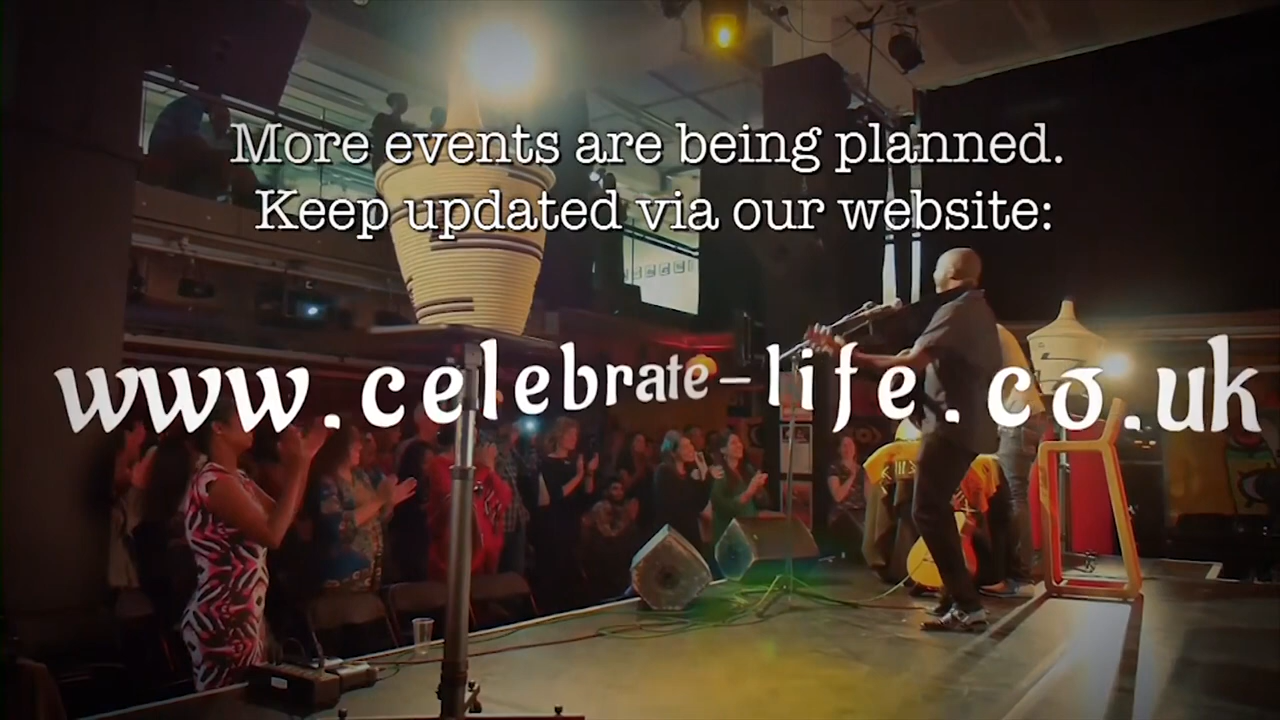 More events are being planned.
Keep updated via our website:
www.celebrate-life.co.uk